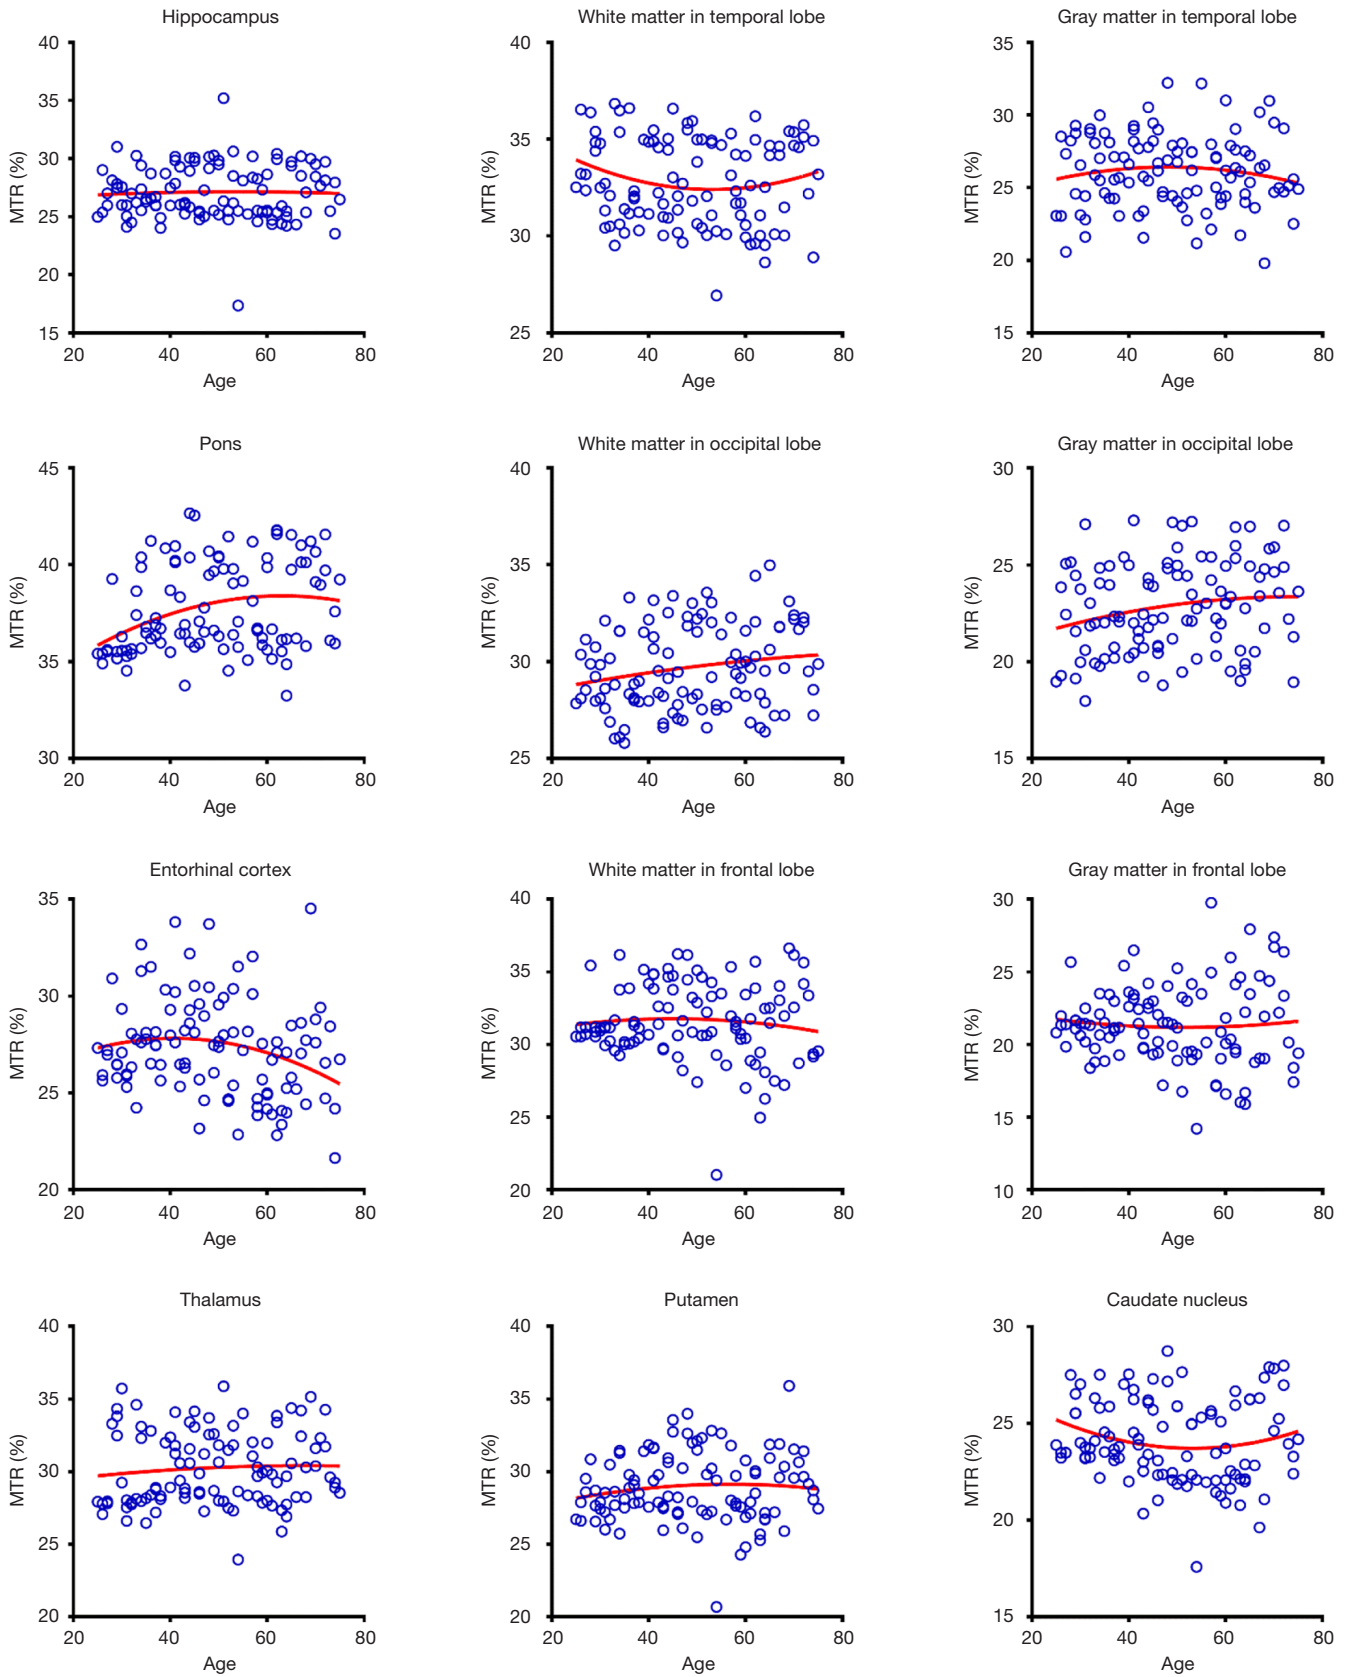 Hippocampus
White matter in temporal lobe
Gray matter in temporal lobe
40
35
30
25
20
15
MTR (%)
20 40 60 80
Age
40
35
30
25
MTR (%)
20 40 60 80
Age
35
30
25
20
15
MTR (%)
20 40 60 80
Age
Pons
White matter in occipital lobe
Gray matter in occipital lobe
45
40
35
30
MTR (%)
20 40 60 80
Age
40
35
30
25
MTR (%)
20 40 60 80
Age
30
25
20
15
MTR (%)
20 40 60 80
Age
Entorhinal cortex
White matter in frontal lobe
Gray matter in frontal lobe
35
30
25
20
MTR (%)
20 40 60 80
Age
40
35
30
25
20
MTR (%)
20 40 60 80
Age
30
25
20
15
10
MTR (%)
20 40 60 80
Age
Thalamus
Putamen
Caudate nucleus
40
35
30
25
20
MTR (%)
20 40 60 80
Age
40
35
30
25
20
MTR (%)
20 40 60 80
Age
30
25
20
15
MTR (%)
20 40 60 80
Age